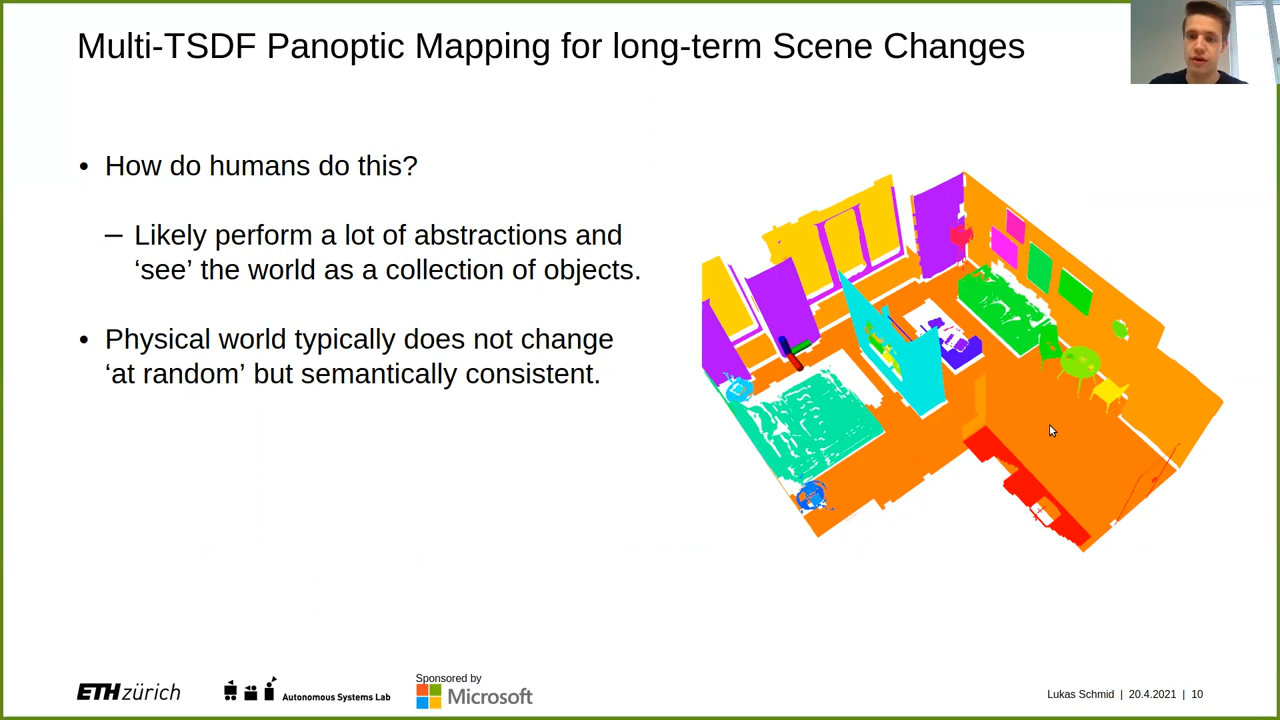 Multi-TSDF Panoptic Mapping for long-term Scene Changes
• How do humans do this?
– Likely perform a lot of abstractions and
‘see’ the world as a collection of objects.
• Physical world typically does not change
‘at random’ but semantically consistent.
ETH zürich
Autonomous Systems Lab
Sponsored by
Microsoft
Lukas Schmid | 20.4.2021 | 10